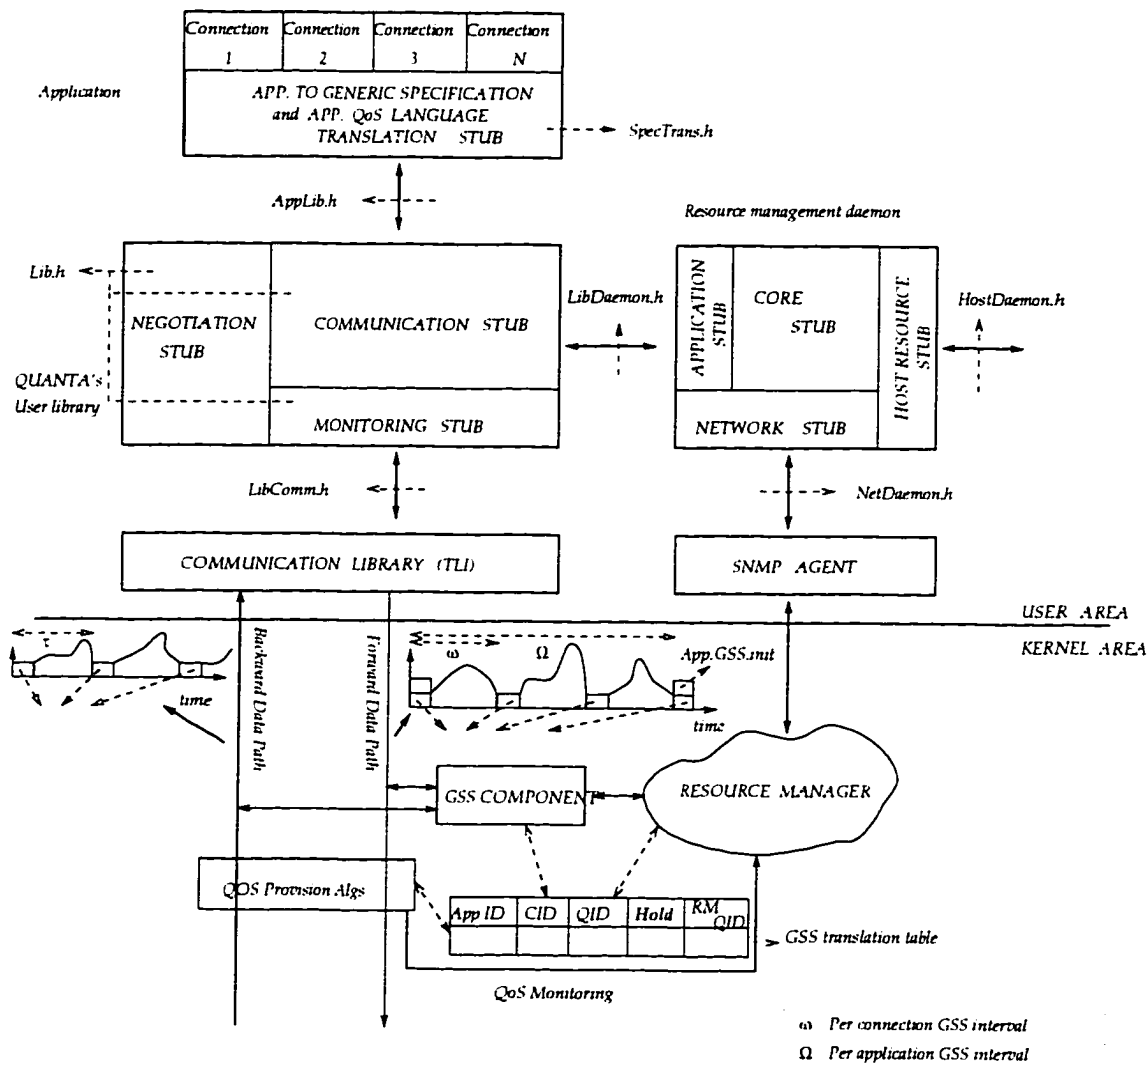 Connection Connection Connection Connection
1 2 3 N
Application
APP. TO GENERIC SPECIFICATION
and APP. QoS LANGUAGE
TRANSLATION STUB
SpecTrans.h
AppLib.h
Resource management daemon
Lib.h
NEGOTIATION
STUB
COMMUNICATION STUB
MONITORING STUB
QUANTA's
User library
LibDaemon.h
APPLICATION
STUB
CORE
STUB
HOST RESOURCE
STUB
NETWORK STUB
HostDaemon.h
LibComm.h
NetDaemon.h
COMMUNICATION LIBRARY (TLI)
SNMP AGENT
USER AREA
KERNEL AREA
τ
time
Backward Data Path
Forward Data Path
ω
Ω
App.GSS.init
time
GSS COMPONENT
RESOURCE MANAGER
QOS Provision Algs
App ID CID QID Hold RM QID
GSS translation table
QoS Monitoring
ω Per connection GSS interval
Ω Per application GSS interval